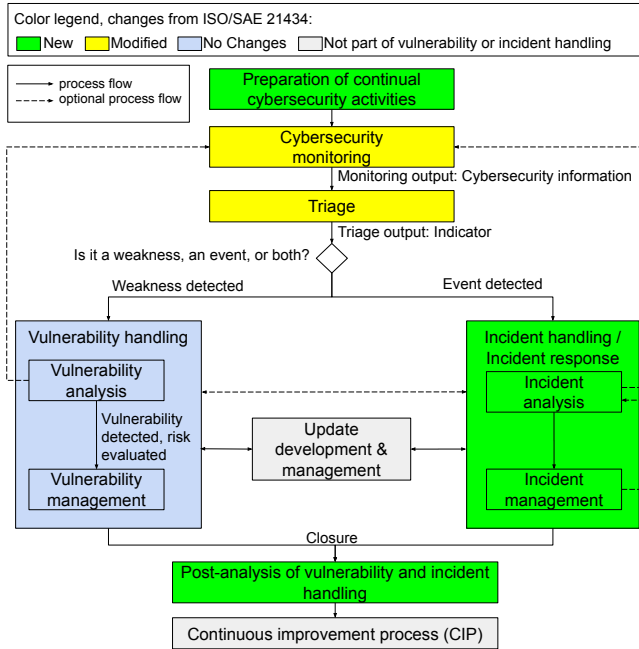 Color legend, changes from ISO/SAE 21434:
New
Modified
No Changes
Not part of vulnerability or incident handling
process flow
optional process flow
Preparation of continual
cybersecurity activities
Cybersecurity
monitoring
Monitoring output: Cybersecurity information
Triage
Triage output: Indicator
Is it a weakness, an event, or both?
Weakness detected
Event detected
Vulnerability handling
Vulnerability
analysis
Vulnerability
detected, risk
evaluated
Vulnerability
management
Update
development &
management
Incident handling /
Incident response
Incident
analysis
Incident
management
Closure
Post-analysis of vulnerability and incident
handling
Continuous improvement process (CIP)